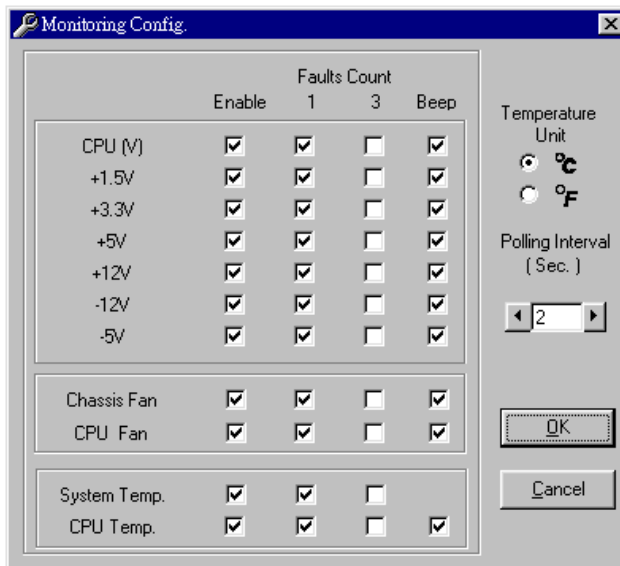 Monitoring Config.
Faults Count
Enable 1 3 Beep
CPU (V)
+1.5V
+3.3V
+5V
+12V
-12V
-5V
Chassis Fan
CPU Fan
System Temp.
CPU Temp.
Temperature
Unit
°C
°F
Polling Interval
( Sec. )
2
OK
Cancel